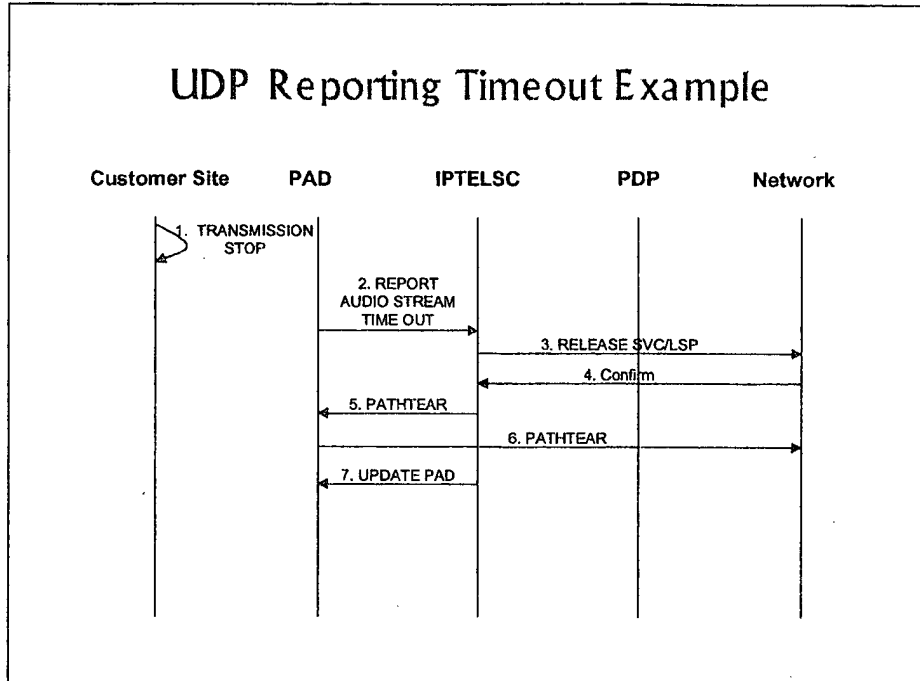 UDP Reporting Timeout Example
Customer Site PAD IPTELSC PDP Network
1. TRANSMISSION
STOP
2. REPORT
AUDIO STREAM
TIME OUT
3. RELEASE SVC/LSP
4. Confirm
5. PATHTEAR
6. PATHTEAR
7. UPDATE PAD